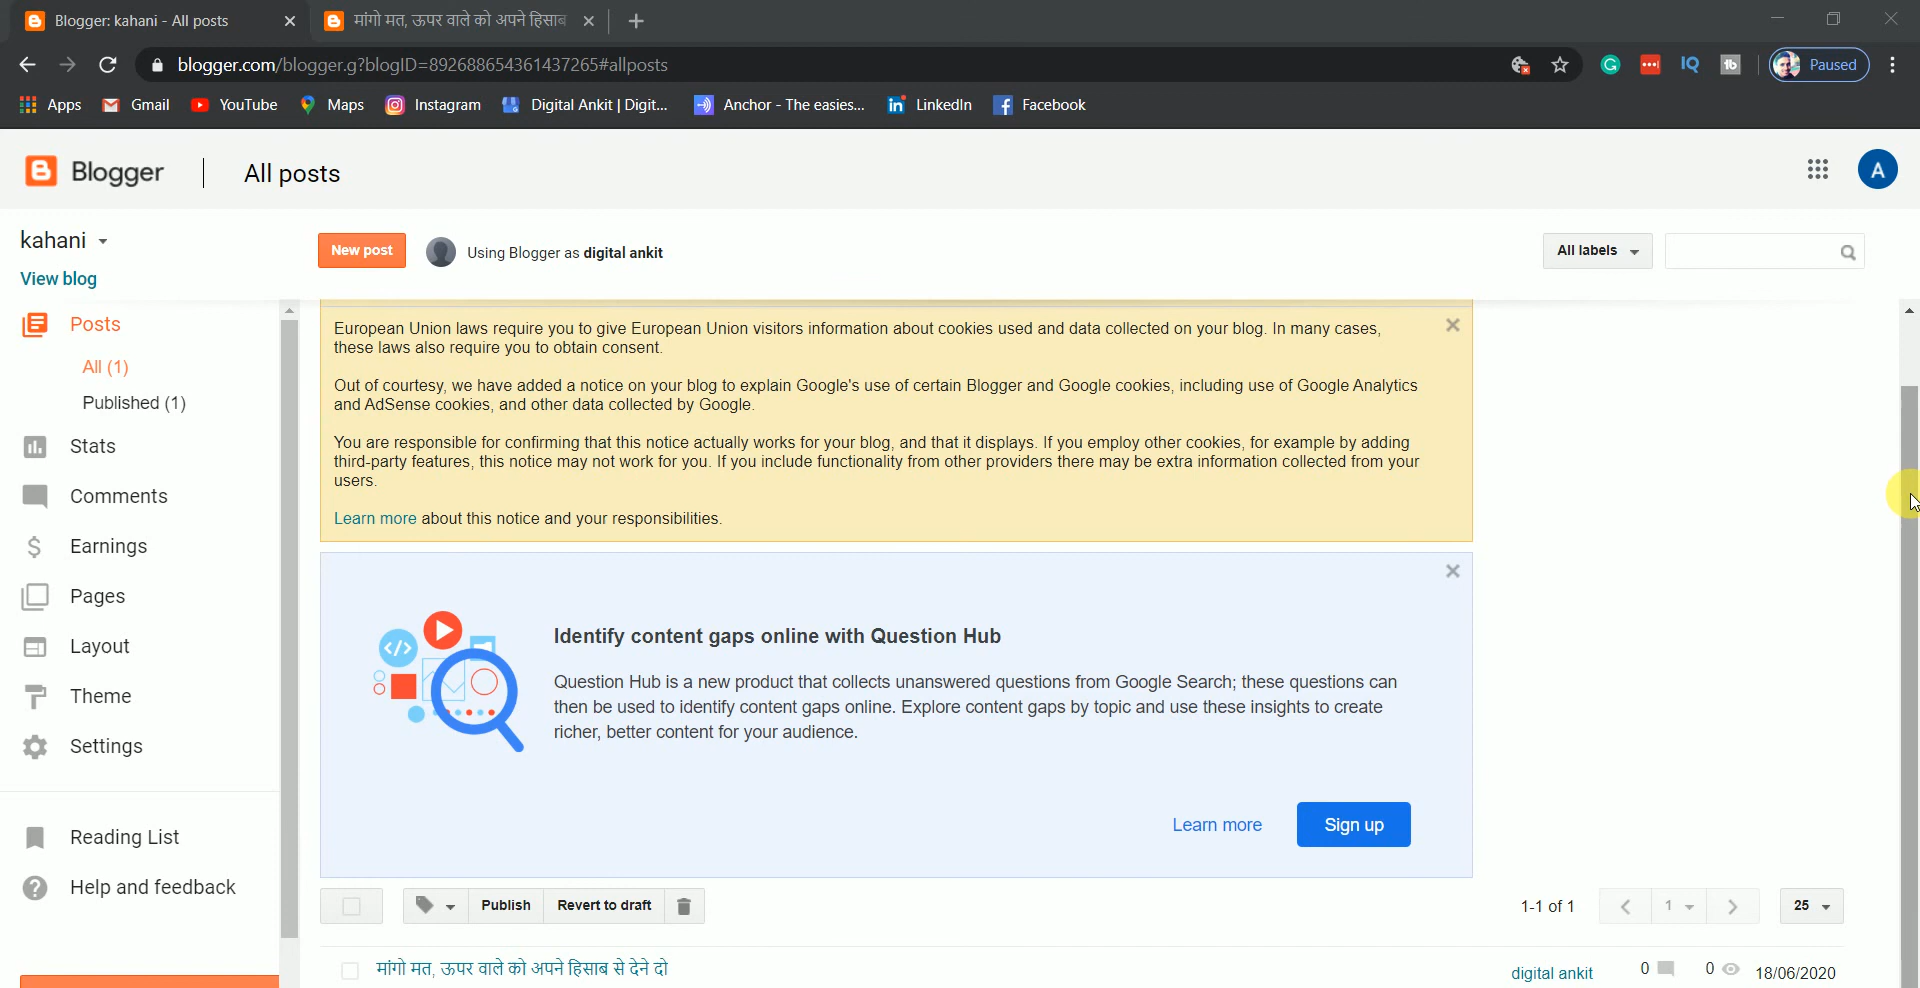 Blogger: kahani - All posts
मांगो मत, ऊपर वाले को अपने हिसाब
blogger.com/blogger.g?blogID=892688654361437265#allposts
Paused
Apps Gmail YouTube Maps Instagram Digital Ankit | Digit... Anchor - The easies... LinkedIn Facebook
Blogger All posts
A
kahani
View blog
New post
Using Blogger as digital ankit
All labels
Posts
All (1)
Published (1)
Stats
Comments
Earnings
Pages
Layout
Theme
Settings
Reading List
Help and feedback
European Union laws require you to give European Union visitors information about cookies used and data collected on your blog. In many cases,
these laws also require you to obtain consent.
Out of courtesy, we have added a notice on your blog to explain Google's use of certain Blogger and Google cookies, including use of Google Analytics
and AdSense cookies, and other data collected by Google.
You are responsible for confirming that this notice actually works for your blog, and that it displays. If you employ other cookies, for example by adding
third-party features, this notice may not work for you. If you include functionality from other providers there may be extra information collected from your
users.
Learn more about this notice and your responsibilities.
Identify content gaps online with Question Hub
Question Hub is a new product that collects unanswered questions from Google Search; these questions can
then be used to identify content gaps online. Explore content gaps by topic and use these insights to create
richer, better content for your audience.
Learn more
Sign up
Publish Revert to draft
1-1 of 1
1
25
मांगो मत, ऊपर वाले को अपने हिसाब से देने दो
digital ankit 0 0 18/06/2020